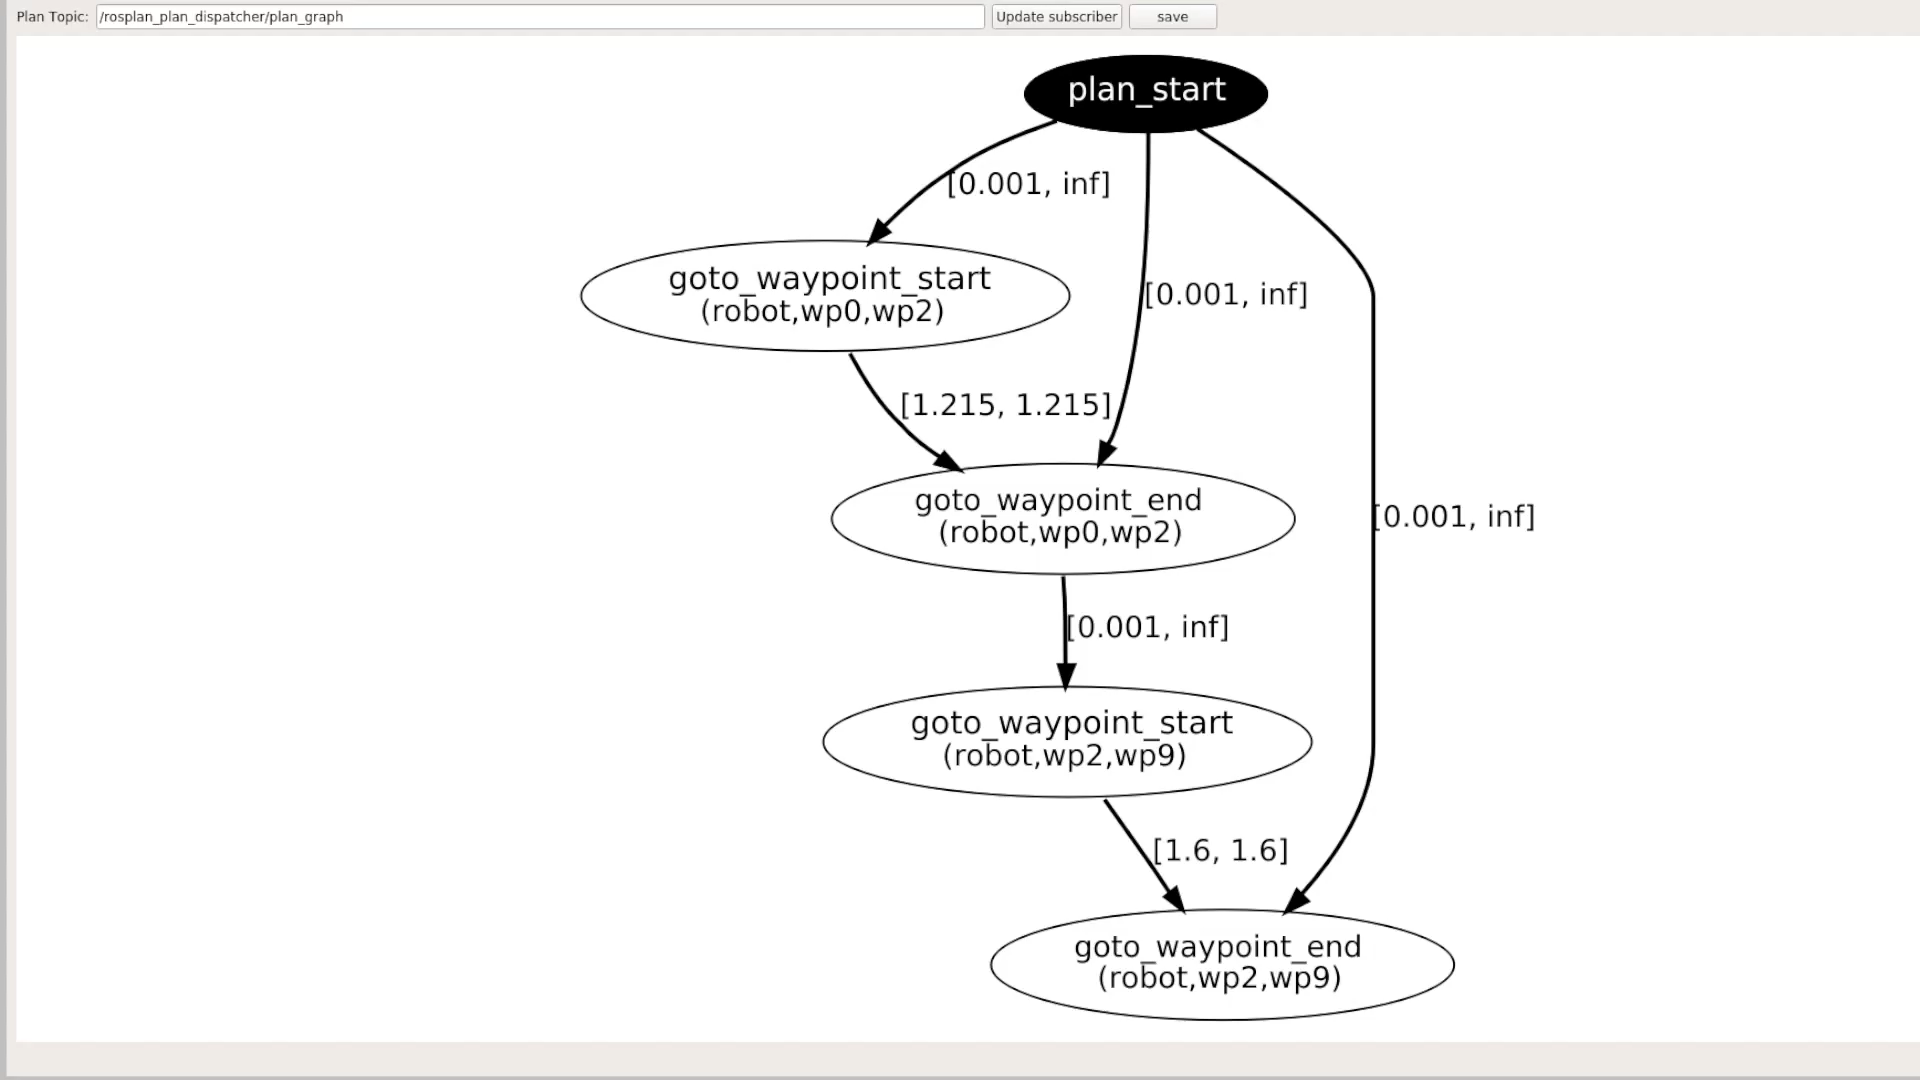 Plan Topic: /rosplan_plan_dispatcher/plan_graph Update subscriber save
plan_start
[0.001, inf]
goto_waypoint_start
(robot,wp0,wp2)
[0.001, inf]
[1.215, 1.215]
goto_waypoint_end
(robot,wp0,wp2)
[0.001, inf]
[0.001, inf]
goto_waypoint_start
(robot,wp2,wp9)
[1.6, 1.6]
goto_waypoint_end
(robot,wp2,wp9)